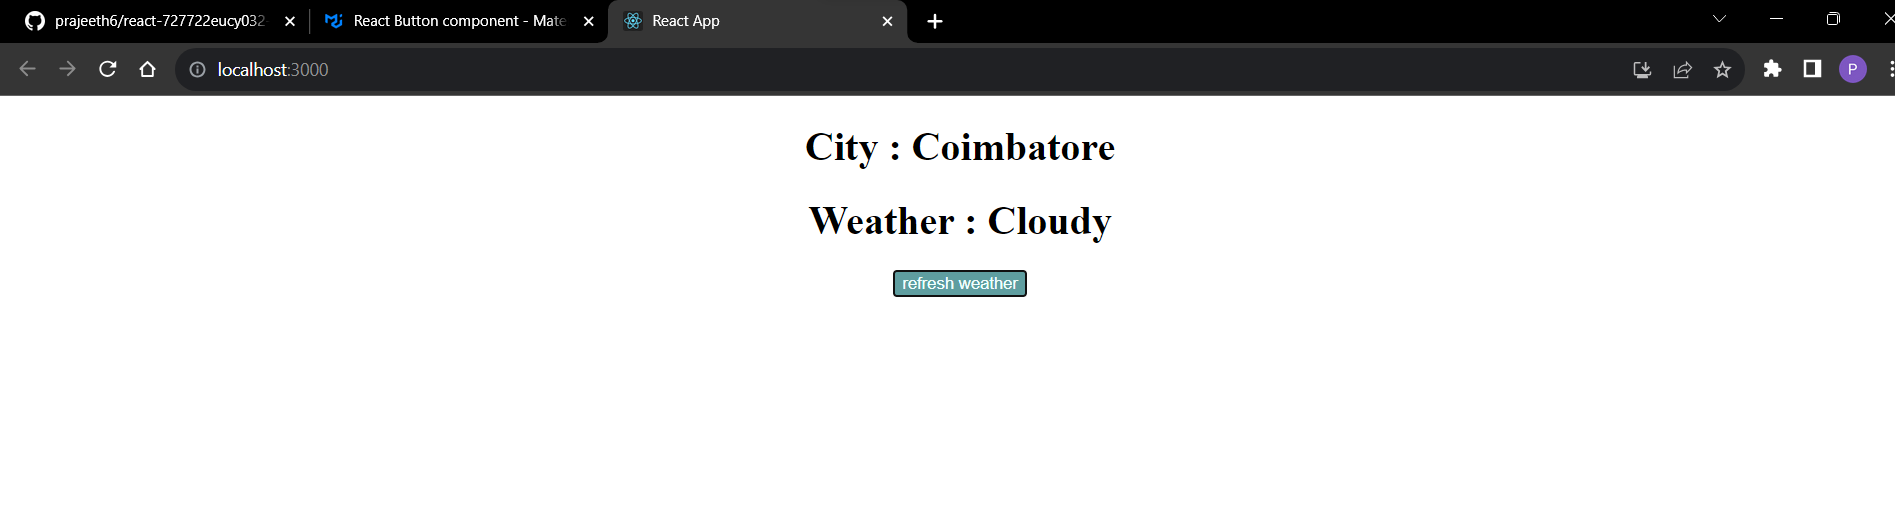 prajeeth6/react-727722eucy032-
React Button component - Mate
React App
localhost:3000
P
City : Coimbatore
Weather : Cloudy
refresh weather